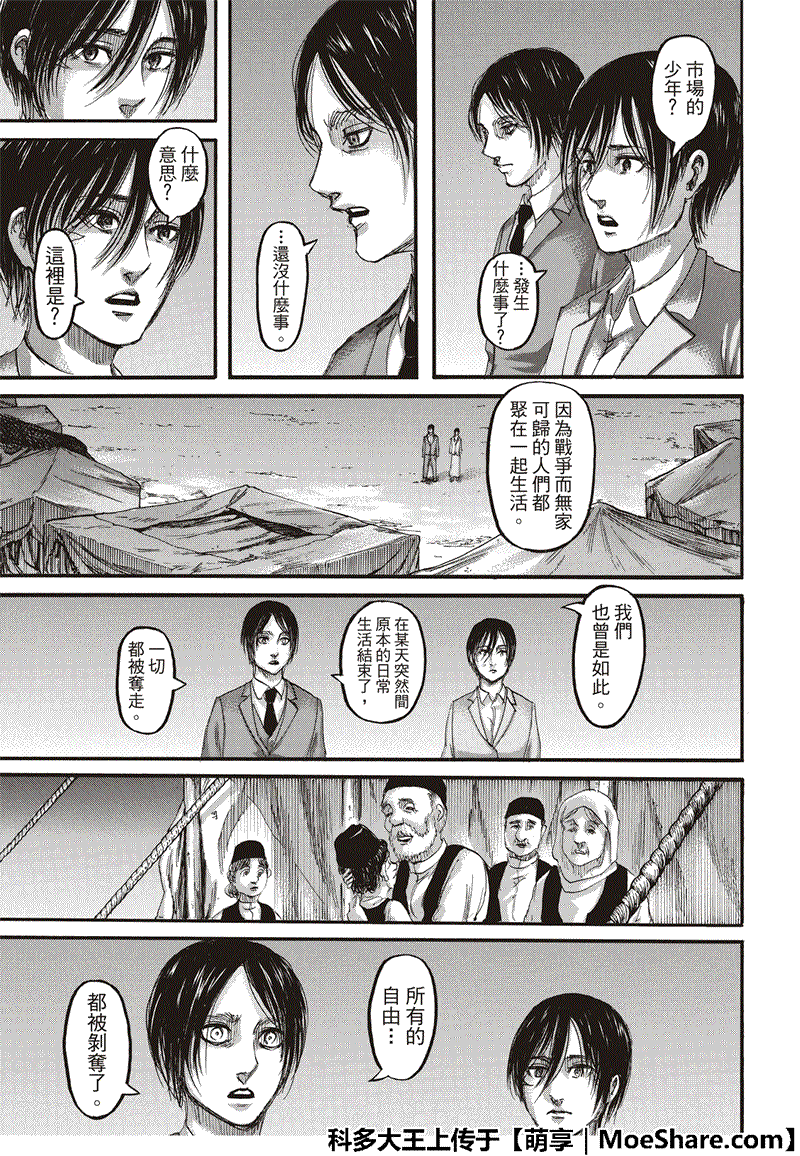 市場的
少年？
…發生
什麼事了？
…還沒什麼事。
什麼
意思？
這裡是？
因為戰爭而無家
可歸的人們都
聚在一起生活。
我們
也曾是如此。
在某天突然間
原本的日常
生活結束了，
一切
都被奪走。
所有的
自由…
都被剝奪了。
科多大王上传于【萌享｜MoeShare.com】